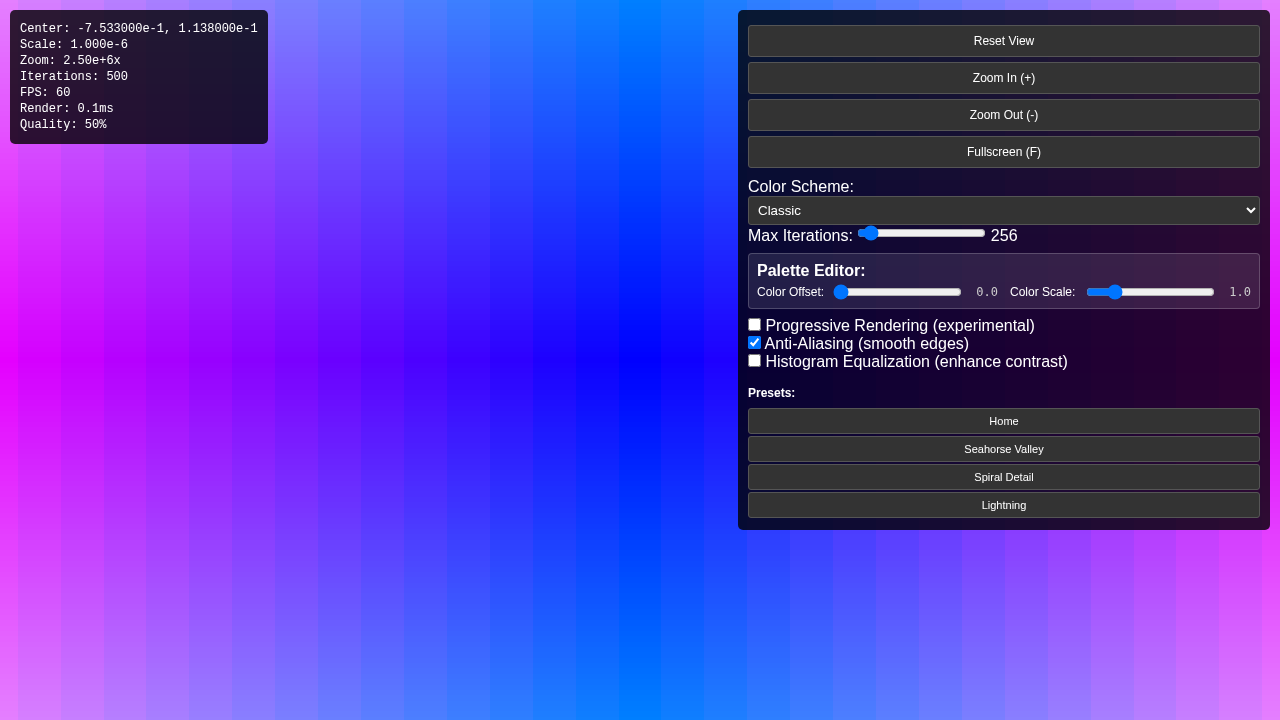 Center: -7.533000e-1, 1.138000e-1
Scale: 1.000e-6
Zoom: 2.50e+6x
Iterations: 500
FPS: 60
Render: 0.1ms
Quality: 50%
Reset View
Zoom In (+)
Zoom Out (-)
Fullscreen (F)
Color Scheme:
Classic
Max Iterations: 256
Palette Editor:
Color Offset: 0.0 Color Scale: 1.0
Progressive Rendering (experimental)
Anti-Aliasing (smooth edges)
Histogram Equalization (enhance contrast)
Presets:
Home
Seahorse Valley
Spiral Detail
Lightning